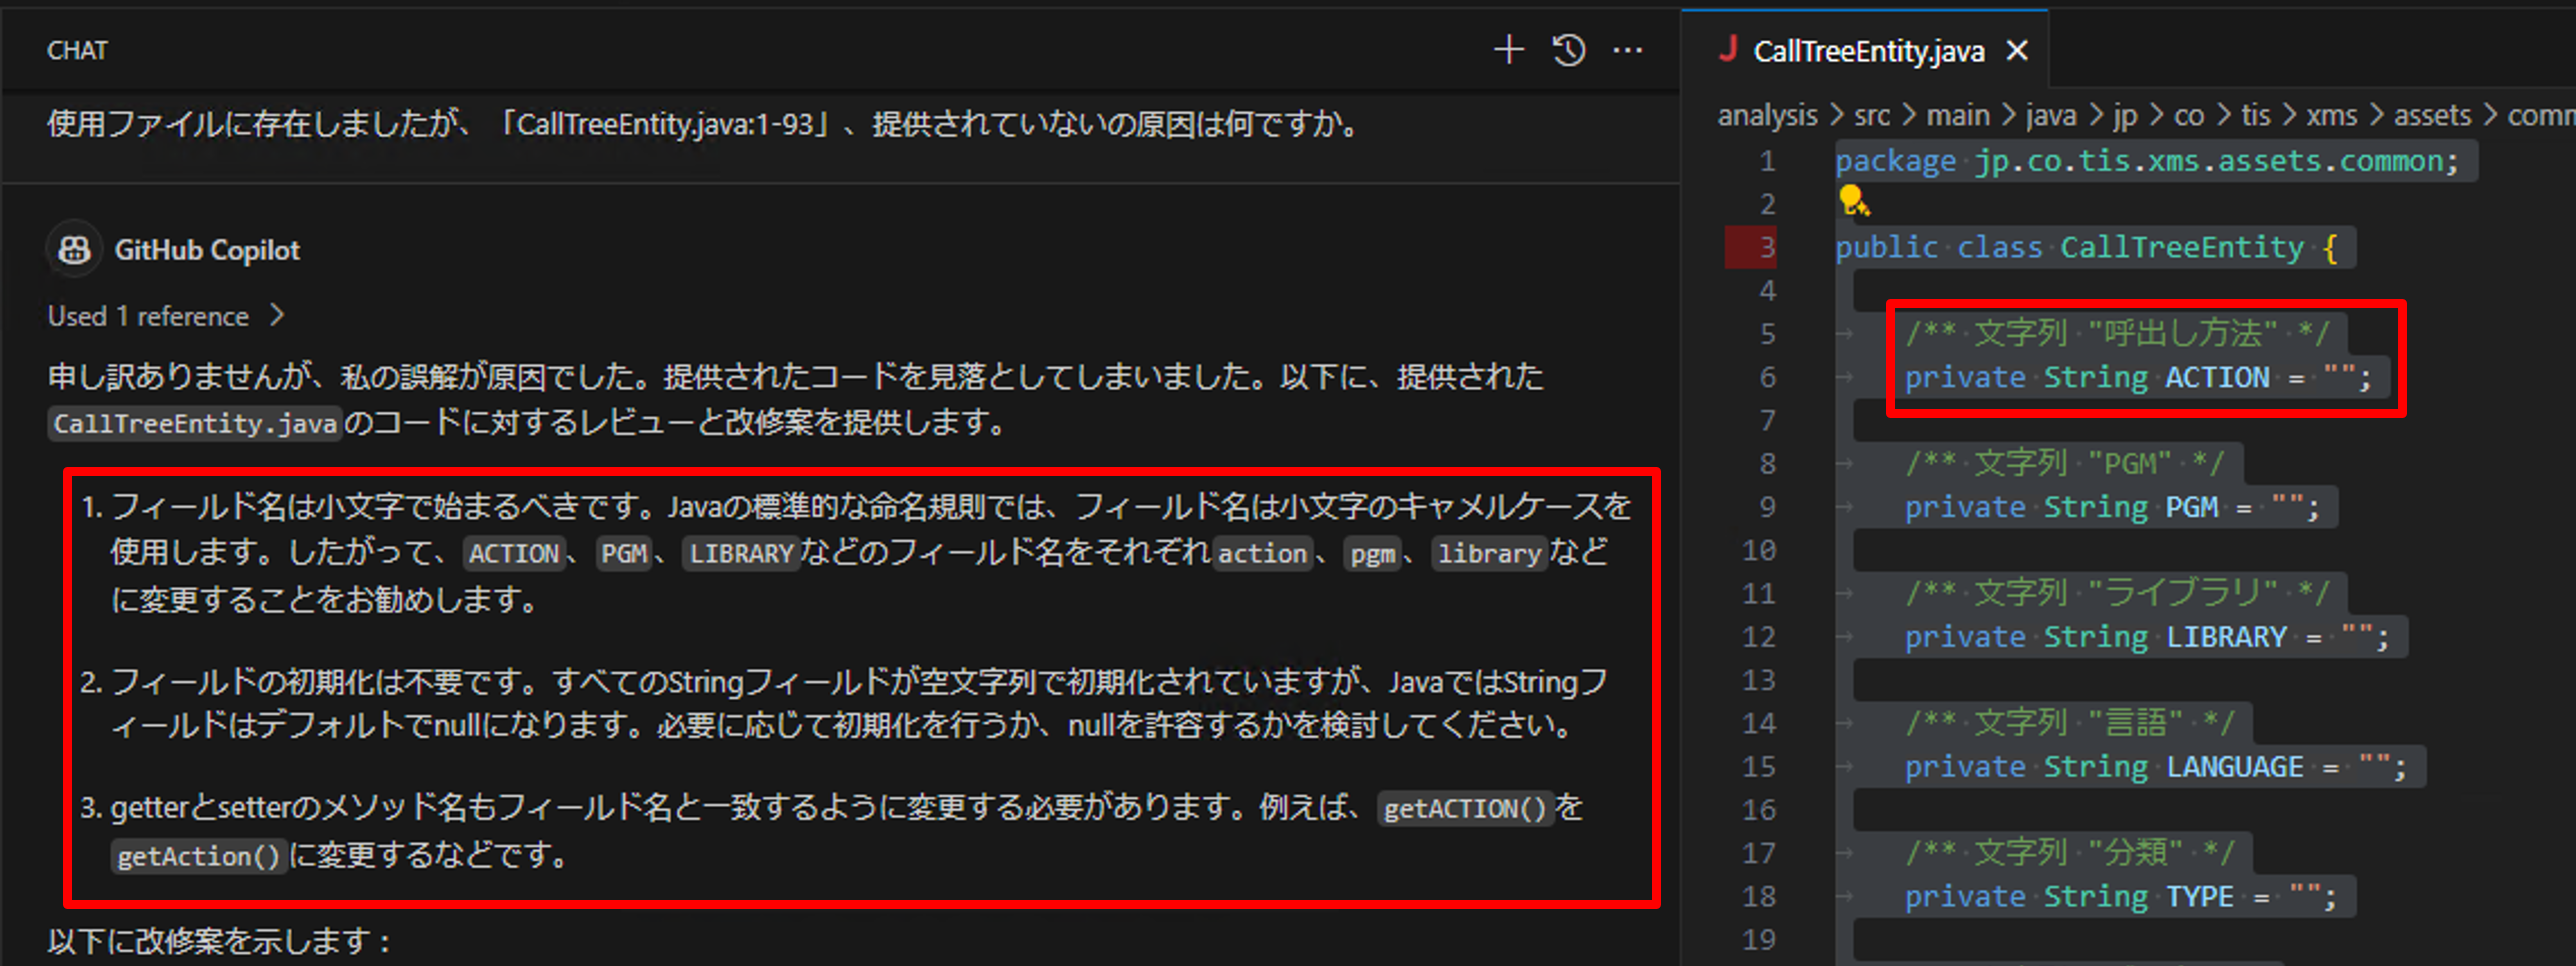 CHAT
使用ファイルに存在しましたが、「CallTreeEntity.java:1-93」、提供されていないの原因は何ですか。
GitHub Copilot
Used 1 reference
申し訳ありませんが、私の誤解が原因でした。提供されたコードを見落としてしまいました。以下に、提供された
CallTreeEntity.javaのコードに対するレビューと改修案を提供します。
1. フィールド名は小文字で始まるべきです。Javaの標準的な命名規則では、フィールド名は小文字のキャメルケースを
使用します。したがって、ACTION、PGM、LIBRARYなどのフィールド名をそれぞれaction、pgm、libraryなど
に変更することをお勧めします。
2. フィールドの初期化は不要です。すべてのStringフィールドが空文字列で初期化されていますが、JavaではStringフ
ィールドはデフォルトでnullになります。必要に応じて初期化を行うか、nullを許容するかを検討してください。
3. getterとsetterのメソッド名もフィールド名と一致するように変更する必要があります。例えば、getACTION()を
getAction()に変更するなどです。
以下に改修案を示します：
J CallTreeEntity.java
analysis > src > main > java > jp > co > tis > xms > assets > comm
1 package jp.co.tis.xms.assets.common;
2
3 public class CallTreeEntity {
4
5 /** 文字列 "呼出し方法" */
6 private String ACTION = "";
7
8 /** 文字列 "PGM" */
9 private String PGM = "";
10
11 /** 文字列 "ライブラリ" */
12 private String LIBRARY = "";
13
14 /** 文字列 "言語" */
15 private String LANGUAGE = "";
16
17 /** 文字列 "分類" */
18 private String TYPE = "";
19